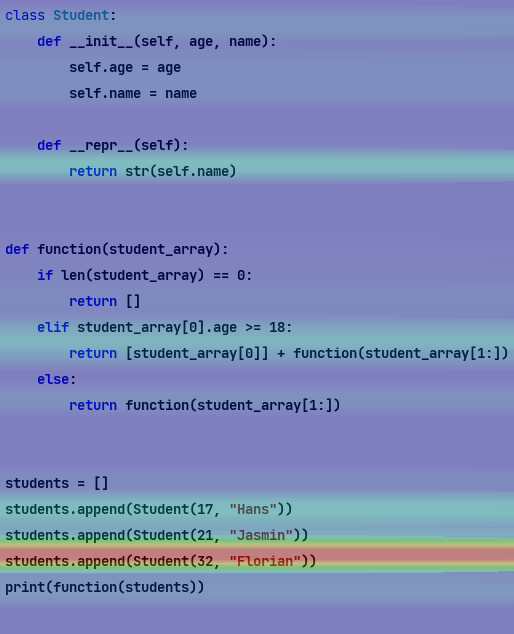 class Student:
    def __init__(self, age, name):
        self.age = age
        self.name = name

    def __repr__(self):
        return str(self.name)


def function(student_array):
    if len(student_array) == 0:
        return []
    elif student_array[0].age >= 18:
        return [student_array[0]] + function(student_array[1:])
    else:
        return function(student_array[1:])


students = []
students.append(Student(17, "Hans"))
students.append(Student(21, "Jasmin"))
students.append(Student(32, "Florian"))
print(function(students))